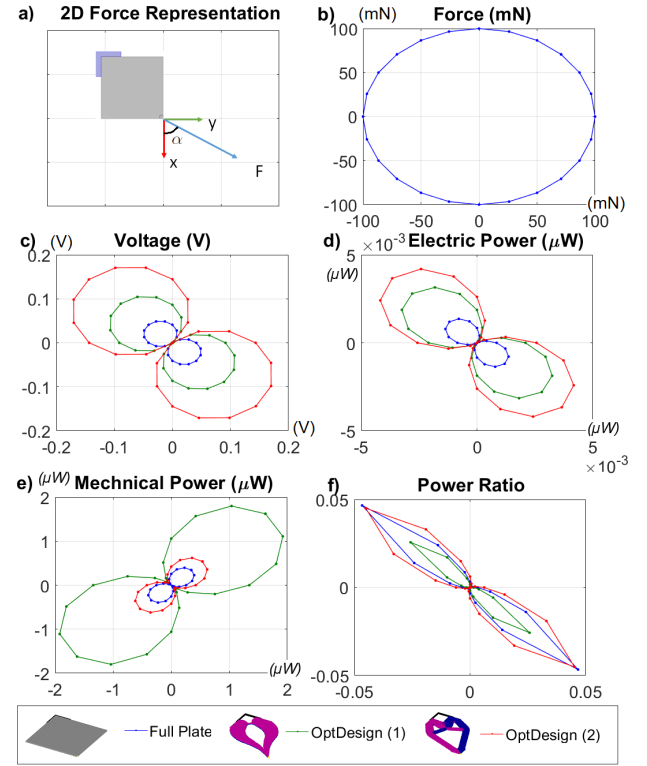 a) 2D Force Representation
y
α
x
F
b) (mN) Force (mN)
100
50
0
-50
-100
(mN)
-100 -50 0 50 100
c) (V) Voltage (V)
0.2
0.1
0
-0.1
-0.2
(V)
-0.2 -0.1 0 0.1 0.2
d) × 10⁻³ Electric Power (μW)
5
(μW)
0
-5
(μW)
-5 0 5
× 10⁻³
e) (μW) Mechnical Power (μW)
2
1
0
-1
-2
(μW)
-2 -1 0 1 2
f) Power Ratio
0.05
0
-0.05
-0.05 0 0.05
Full Plate OptDesign (1) OptDesign (2)